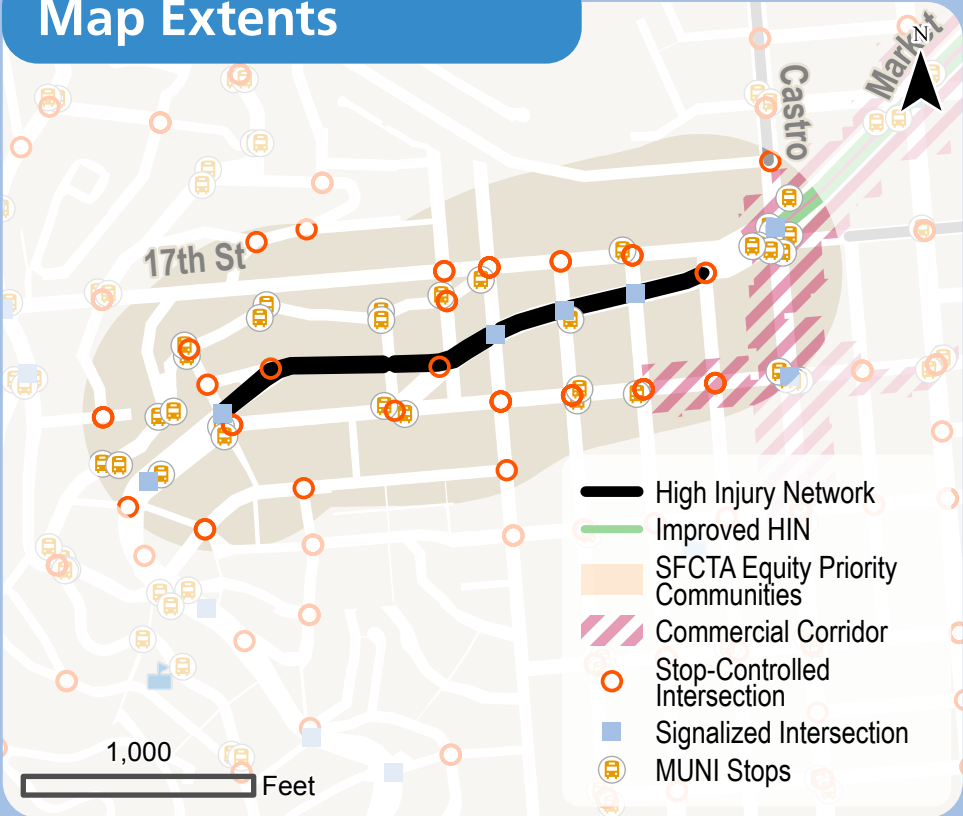 Map Extents
N
Market
Castro
17th St
High Injury Network
Improved HIN
SFCTA Equity Priority
Communities
Commercial Corridor
Stop-Controlled
Intersection
Signalized Intersection
MUNI Stops
1,000
Feet